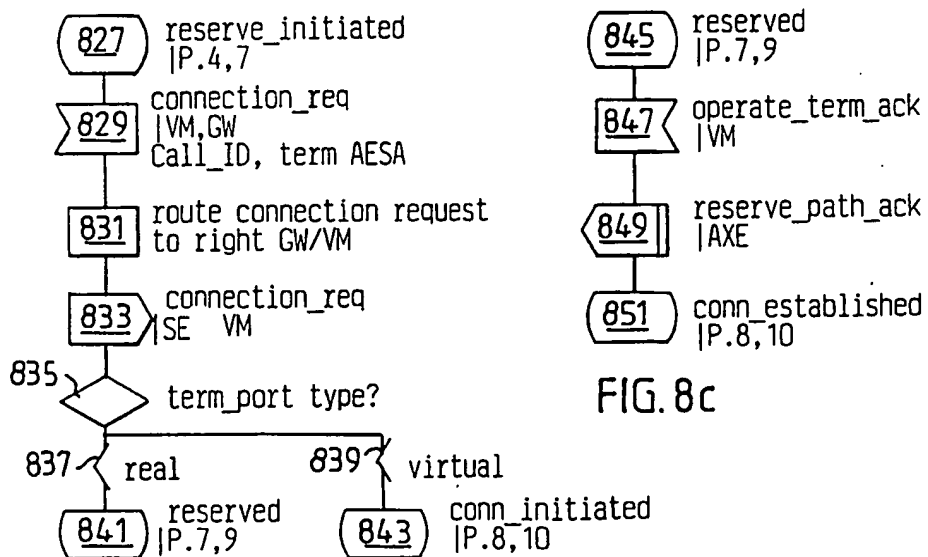 827 reserve_initiated
|P.4,7
829 connection_req
|VM,GW
Call_ID, term AESA
831 route connection request
to right GW/VM
833 connection_req
|SE VM
835 term_port type?
837 real
839 virtual
841 reserved
|P.7,9
843 conn_initiated
|P.8,10
845 reserved
|P.7,9
847 operate_term_ack
|VM
849 reserve_path_ack
|AXE
851 conn_established
|P.8,10
FIG. 8c